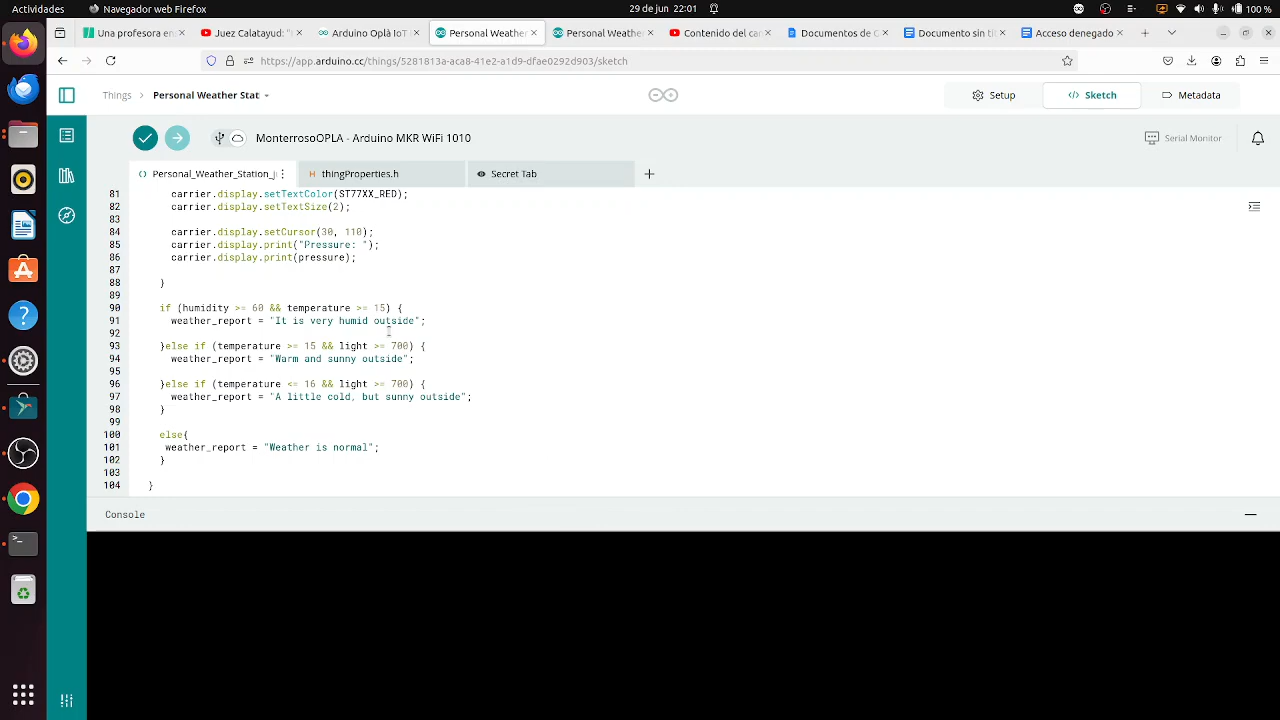 Actividades
Navegador web Firefox
29 de jun 22:01
100 %
Una profesora en
Juez Calatayud: "
Arduino Oplà IoT
Personal Weather
Personal Weather
Contenido del car
Documentos de C
Documento sin tit
Acceso denegado
https://app.arduino.cc/things/5281813a-aca8-41e2-a1d9-dfae0292d903/sketch
Things
Personal Weather Stat
Setup
</> Sketch
Metadata
MonterrosoOPLA - Arduino MKR WiFi 1010
Serial Monitor
Personal_Weather_Station_j
thingProperties.h
Secret Tab
81 carrier.display.setTextColor(ST77XX_RED);
82 carrier.display.setTextSize(2);
83
84 carrier.display.setCursor(30, 110);
85 carrier.display.print("Pressure: ");
86 carrier.display.print(pressure);
87
88 }
89
90 if (humidity >= 60 && temperature >= 15) {
91 weather_report = "It is very humid outside";
92
93 }else if (temperature >= 15 && light >= 700) {
94 weather_report = "Warm and sunny outside";
95
96 }else if (temperature <= 16 && light >= 700) {
97 weather_report = "A little cold, but sunny outside";
98 }
99
100 else{
101 weather_report = "Weather is normal";
102 }
103
104 }
Console